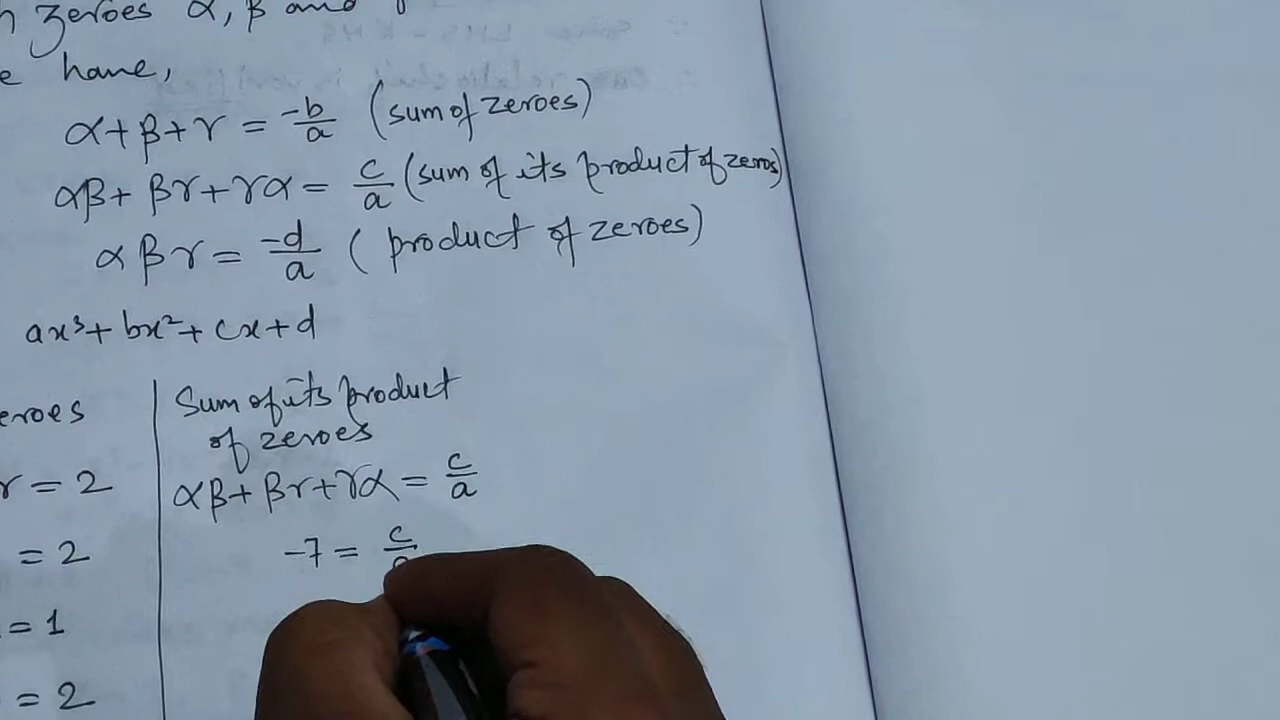 zeroes α, β and
have,
α+β+γ = -b/a (sum of zeroes)
αβ+βγ+γα = c/a (sum of its product of zeros)
αβγ = -d/a (product of zeroes)
ax³+bx²+cx+d
eroes
Sum of its product
of zeroes
γ = 2
αβ+βγ+γα = c/a
= 2
-7 = c/a
= 1
= 2